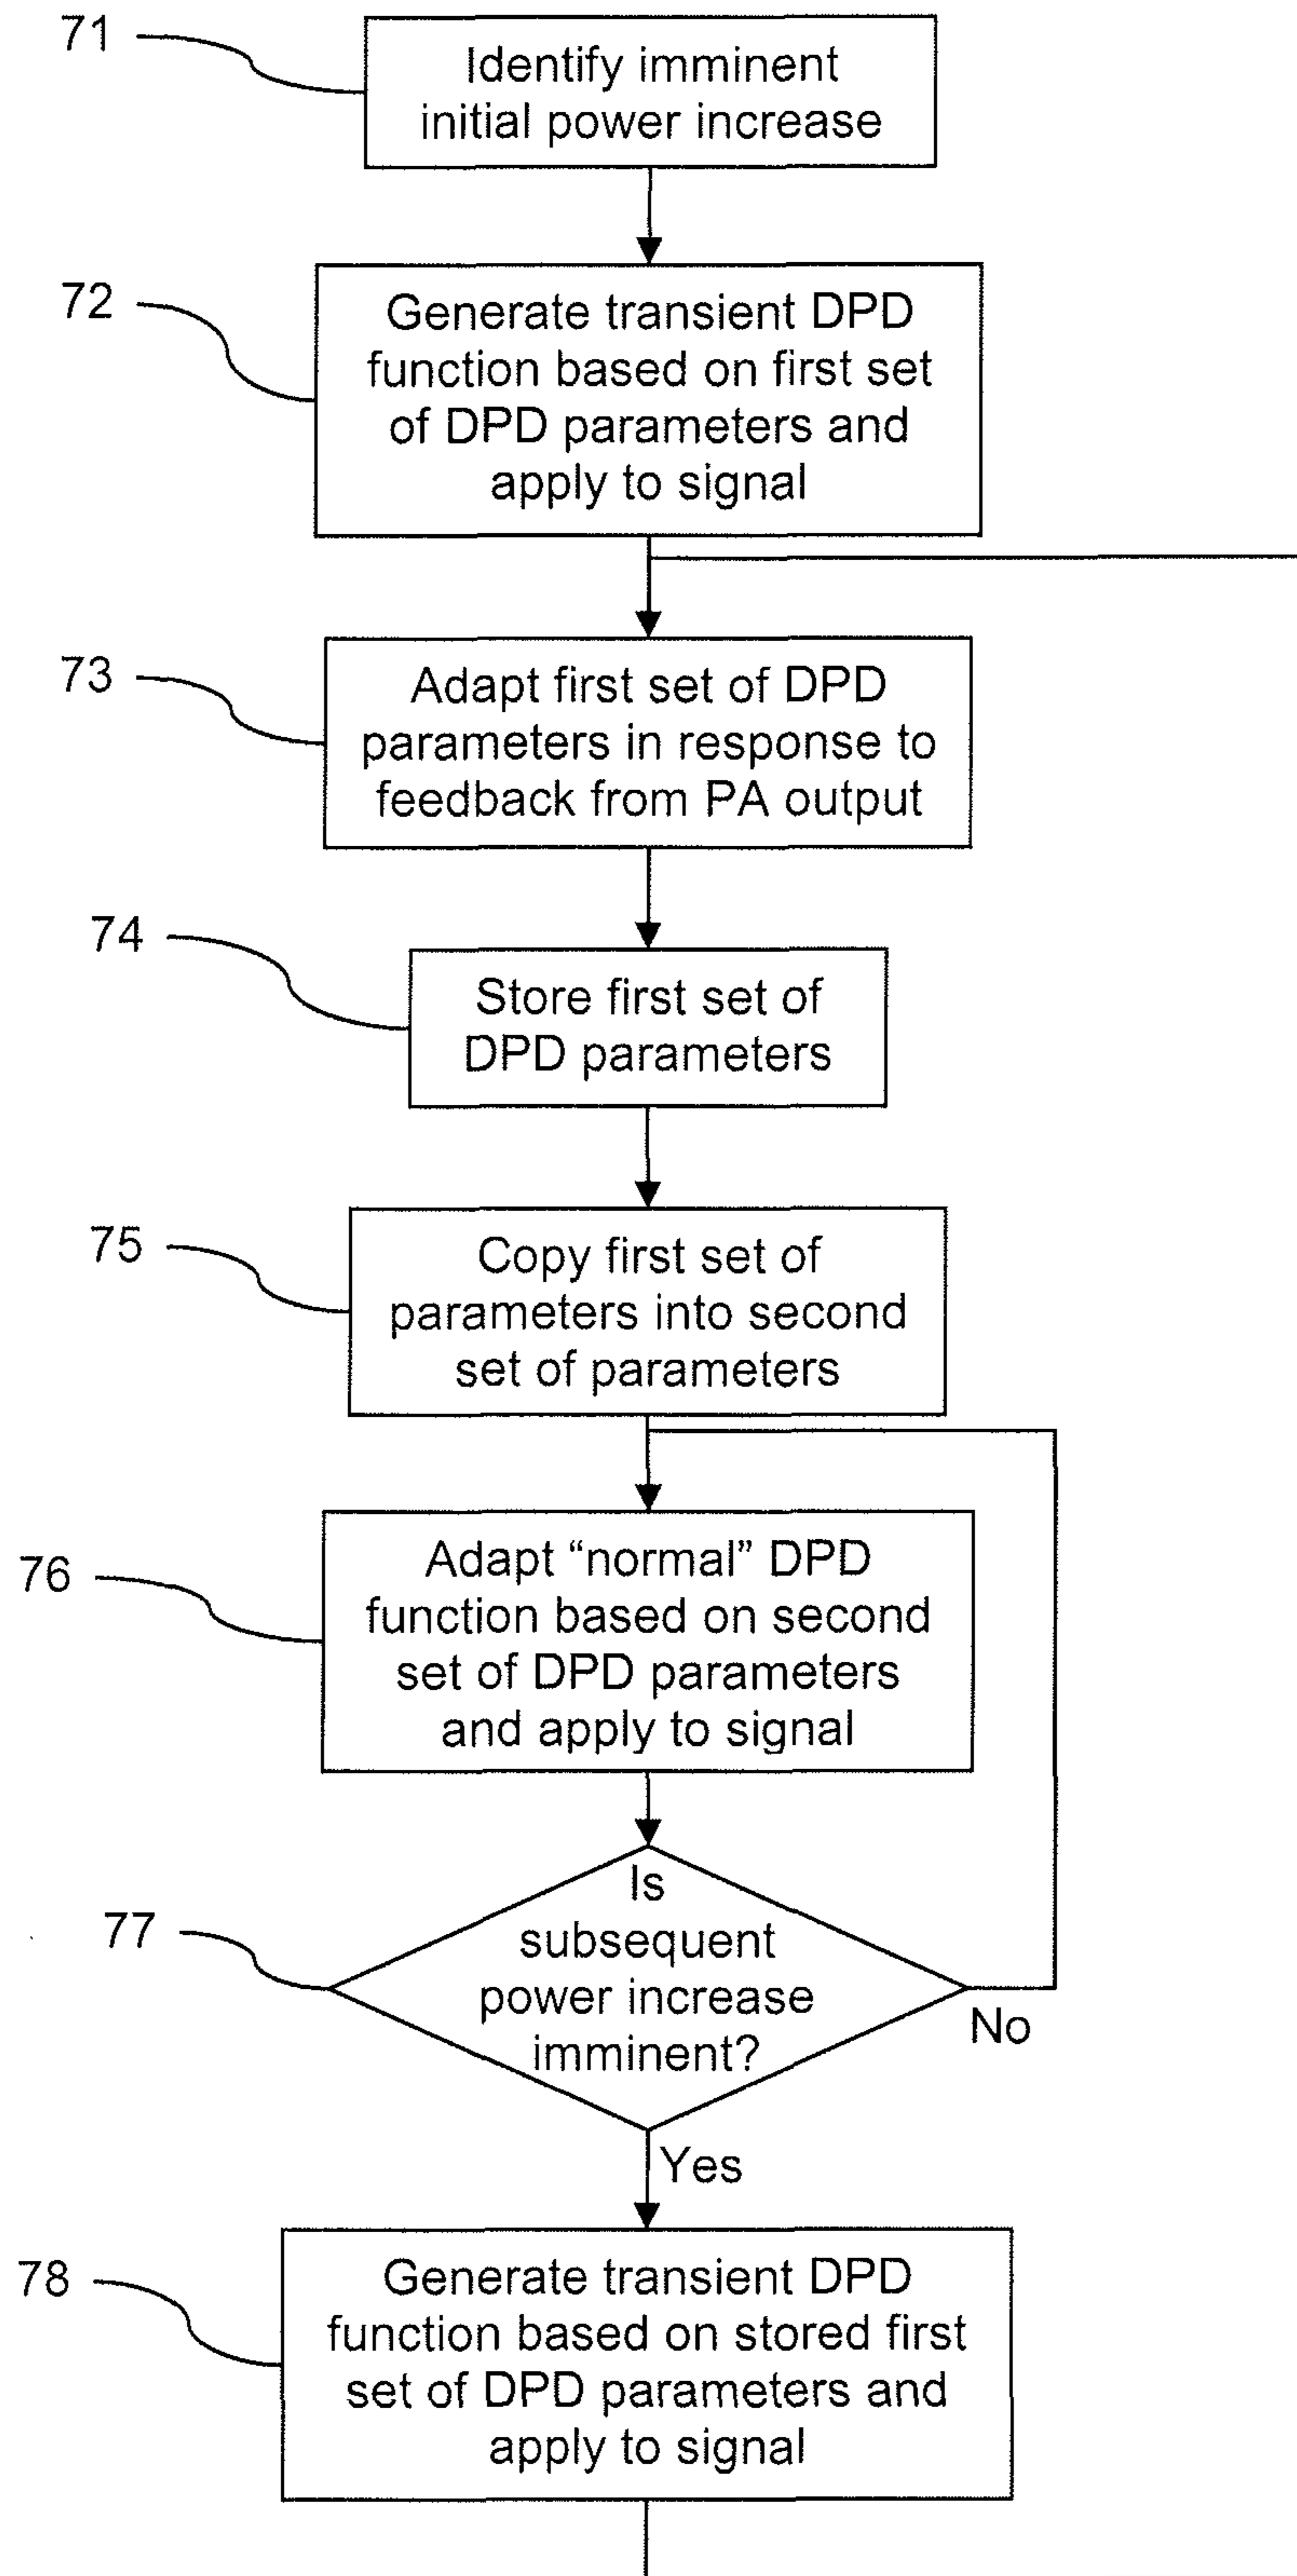 71
Identify imminent
initial power increase
72
Generate transient DPD
function based on first set
of DPD parameters and
apply to signal
73
Adapt first set of DPD
parameters in response to
feedback from PA output
74
Store first set of
DPD parameters
75
Copy first set of
parameters into second
set of parameters
76
Adapt “normal” DPD
function based on second
set of DPD parameters
and apply to signal
77
Is
subsequent
power increase
imminent?
No
Yes
78
Generate transient DPD
function based on stored first
set of DPD parameters and
apply to signal